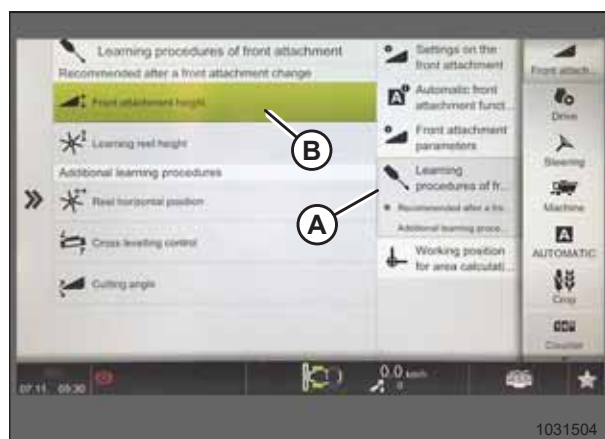 Learning procedures of front attachment
Recommended after a front attachment change
Front attachment height
Learning reel height
Additional learning procedures
Reel horizontal position
Cross levelling control
Cutting angle
Settings on the
front attachment
Automatic front
attachment funct...
Front attachment
parameters
Learning
procedures of fr...
Recommended after a fro...
Additional learning proce...
Working position
for area calculati...
Front attach...
Drive
Steering
Machine
A
AUTOMATIC
Crop
Counter
B
A
07.11 05:30
0.0 km/h
0
1031504